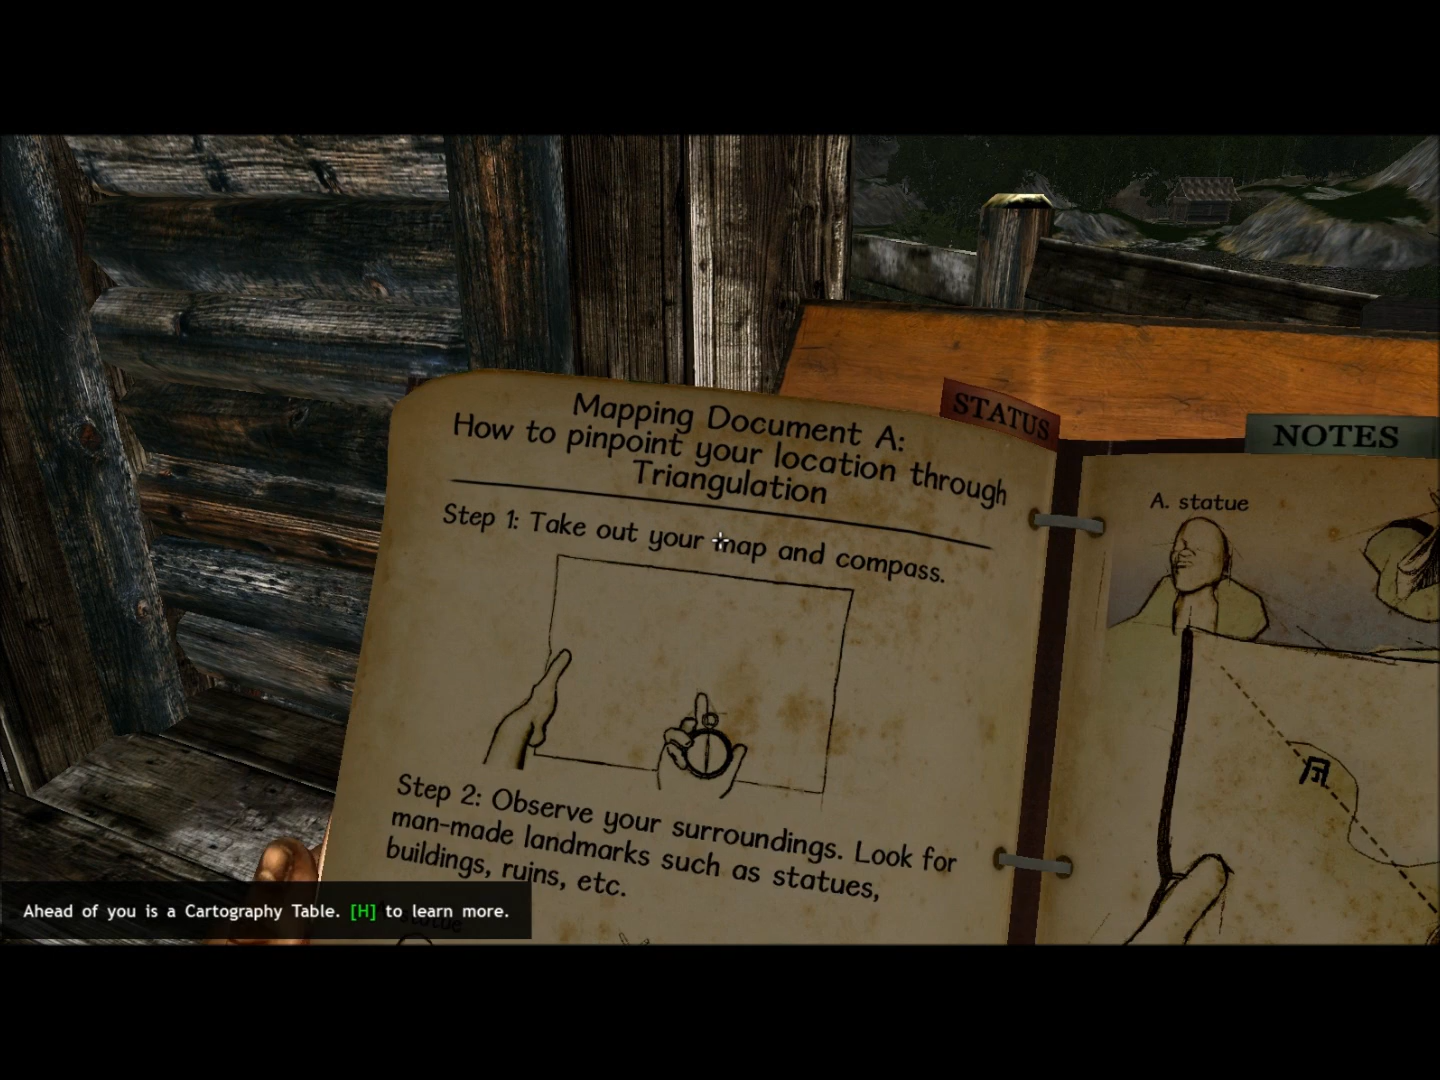 Mapping Document A:
How to pinpoint your location through
Triangulation
STATUS
Step 1: Take out your map and compass.
Step 2: Observe your surroundings. Look for
man-made landmarks such as statues,
buildings, ruins, etc.
NOTES
A. statue
Ahead of you is a Cartography Table. [H] to learn more.